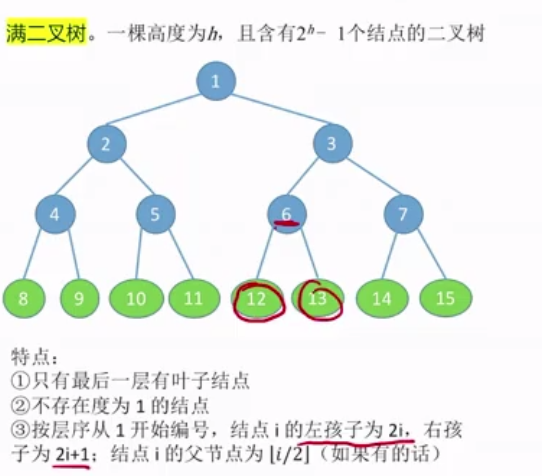 满二叉树。一棵高度为h，且含有2ʰ - 1个结点的二叉树
1
2 3
4 5 6 7
8 9 10 11 12 13 14 15
特点：
①只有最后一层有叶子结点
②不存在度为 1 的结点
③按层序从 1 开始编号，结点 i 的左孩子为 2i，右孩
子为 2i+1；结点 i 的父节点为 ⌊i/2⌋（如果有的话）